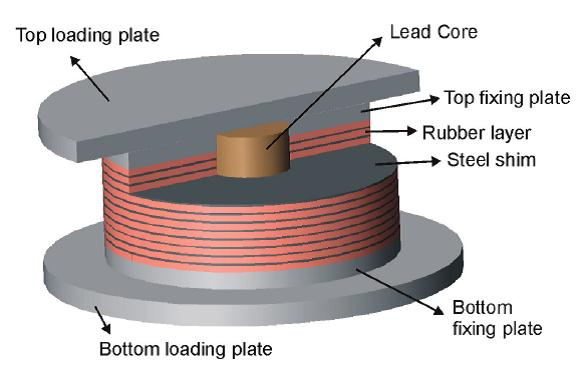 Top loading plate
Lead Core
Top fixing plate
Rubber layer
Steel shim
Bottom
fixing plate
Bottom loading plate